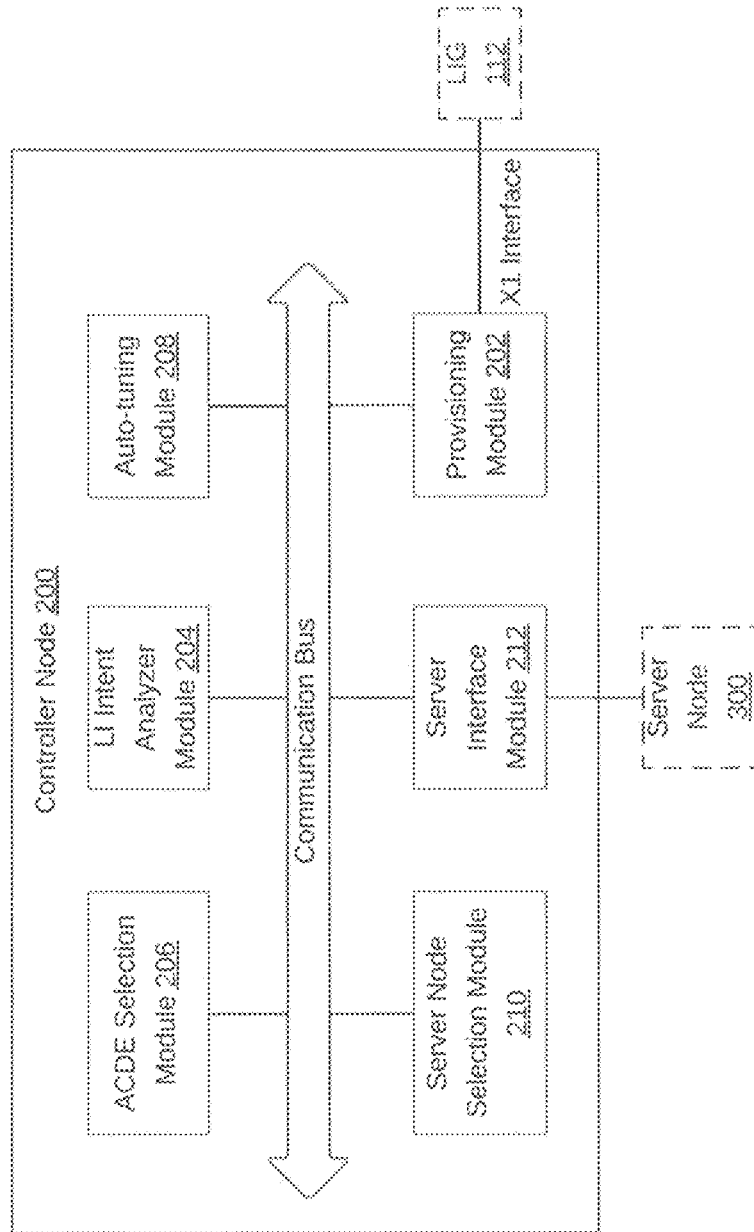 Controller Node 200
ACDE Selection
Module 206
LI Intent
Analyzer
Module 204
Auto-tuning
Module 208
Communication Bus
Server Node
Selection Module
210
Server
Interface
Module 212
Provisioning
Module 202
X1 Interface
LIG
112
Server
Node
300